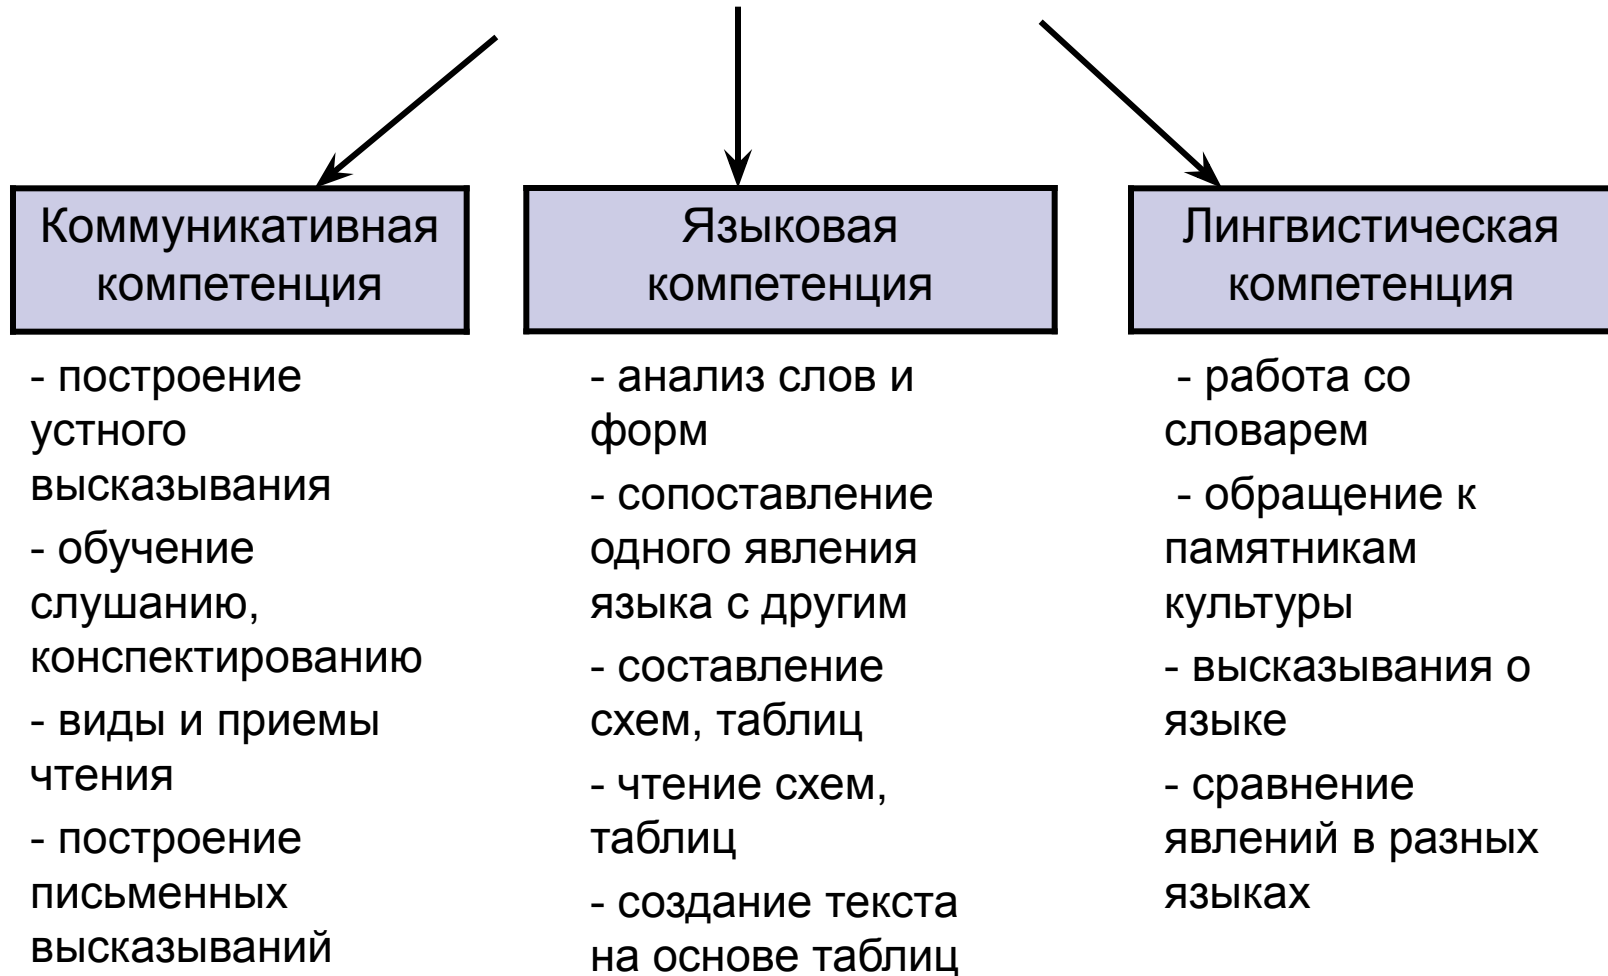 Коммуникативная
компетенция
- построение
устного
высказывания
- обучение
слушанию,
конспектированию
- виды и приемы
чтения
- построение
письменных
высказываний
Языковая
компетенция
- анализ слов и
форм
- сопоставление
одного явления
языка с другим
- составление
схем, таблиц
- чтение схем,
таблиц
- создание текста
на основе таблиц
Лингвистическая
компетенция
- работа со
словарем
- обращение к
памятникам
культуры
- высказывания о
языке
- сравнение
явлений в разных
языках